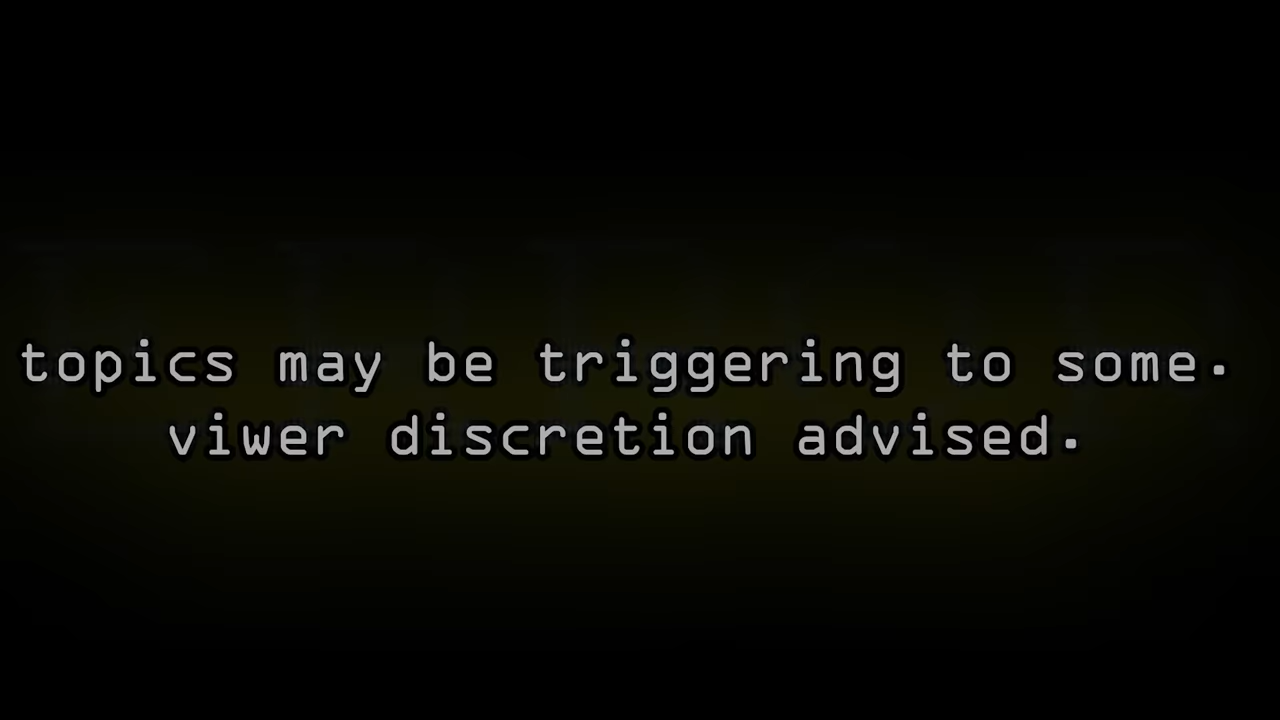 topics may be triggering to some.
viwer discretion advised.